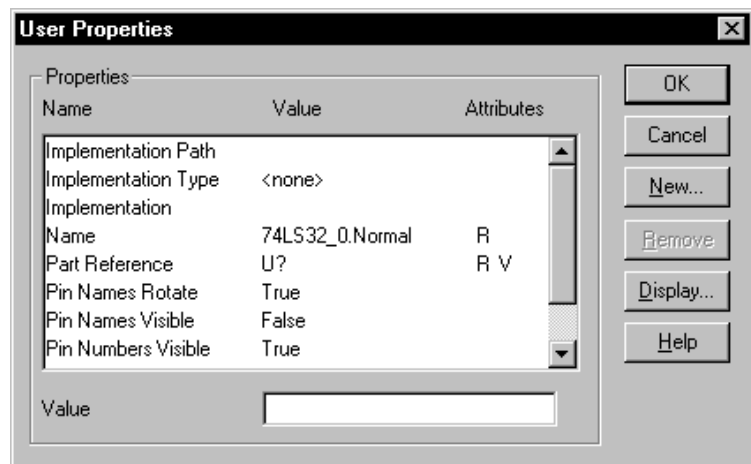 User Properties
Properties
Name Value Attributes
Implementation Path
Implementation Type <none>
Implementation
Name 74LS32_0.Normal R
Part Reference U? R V
Pin Names Rotate True
Pin Names Visible False
Pin Numbers Visible True
Value
OK
Cancel
New...
Remove
Display...
Help